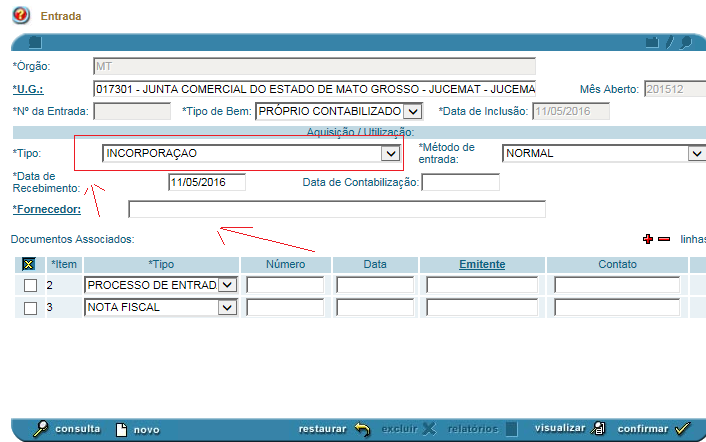 Entrada
*Órgão: MT
*U.G.: 017301 - JUNTA COMERCIAL DO ESTADO DE MATO GROSSO - JUCEMAT - JUCEMA Mês Aberto: 201512
*Nº da Entrada: *Tipo de Bem: PRÓPRIO CONTABILIZADO *Data de Inclusão: 11/05/2016
Aquisição / Utilização:
*Tipo: INCORPORAÇAO *Método de entrada: NORMAL
*Data de Recebimento: 11/05/2016 Data de Contabilização:
*Fornecedor:
Documentos Associados: linhas
*Item *Tipo Número Data Emitente Contato
2 PROCESSO DE ENTRAD
3 NOTA FISCAL
consulta novo restaurar excluir relatórios visualizar confirmar